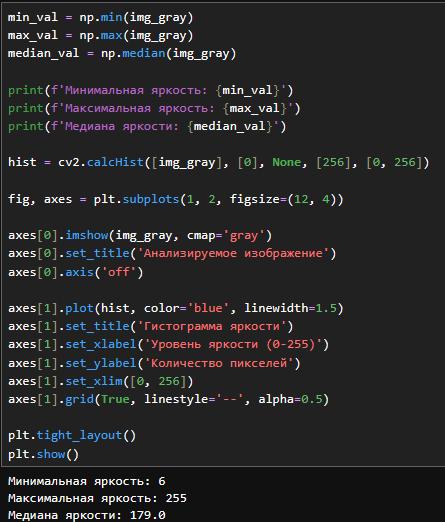 min_val = np.min(img_gray)
max_val = np.max(img_gray)
median_val = np.median(img_gray)
print(f'Минимальная яркость: {min_val}')
print(f'Максимальная яркость: {max_val}')
print(f'Медиана яркости: {median_val}')
hist = cv2.calcHist([img_gray], [0], None, [256], [0, 256])
fig, axes = plt.subplots(1, 2, figsize=(12, 4))
axes[0].imshow(img_gray, cmap='gray')
axes[0].set_title('Анализируемое изображение')
axes[0].axis('off')
axes[1].plot(hist, color='blue', linewidth=1.5)
axes[1].set_title('Гистограмма яркости')
axes[1].set_xlabel('Уровень яркости (0-255)')
axes[1].set_ylabel('Количество пикселей')
axes[1].set_xlim([0, 256])
axes[1].grid(True, linestyle='--', alpha=0.5)
plt.tight_layout()
plt.show()
Минимальная яркость: 6
Максимальная яркость: 255
Медиана яркости: 179.0